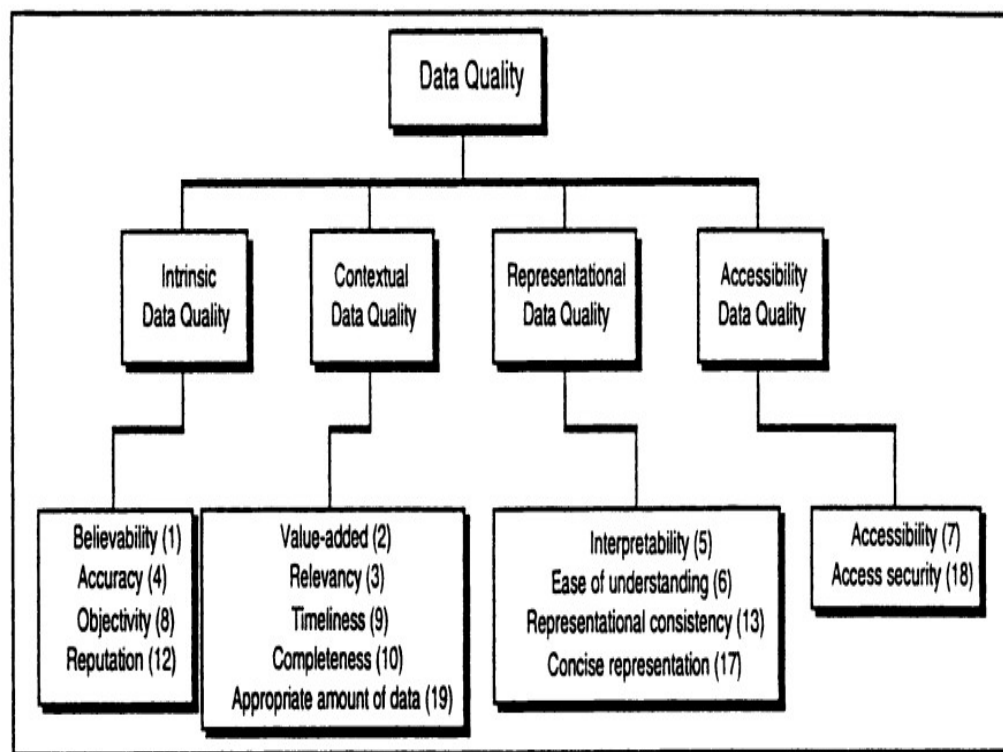 Data Quality
Intrinsic
Data Quality
Contextual
Data Quality
Representational
Data Quality
Accessibility
Data Quality
Believability (1)
Accuracy (4)
Objectivity (8)
Reputation (12)
Value-added (2)
Relevancy (3)
Timeliness (9)
Completeness (10)
Appropriate amount of data (19)
Interpretability (5)
Ease of understanding (6)
Representational consistency (13)
Concise representation (17)
Accessibility (7)
Access security (18)